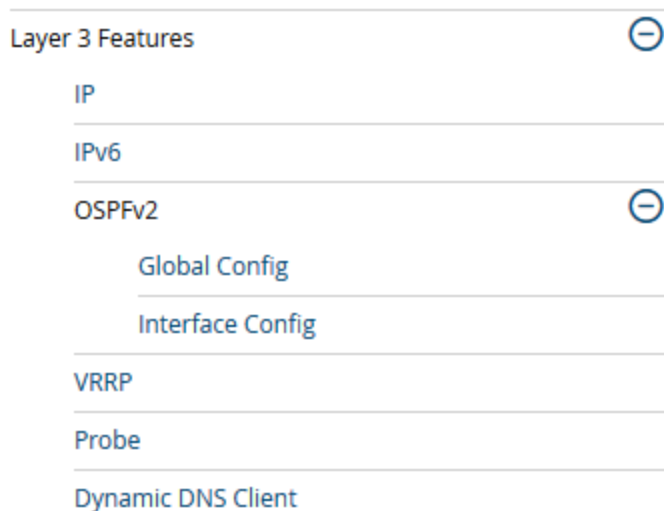 Layer 3 Features
IP
IPv6
OSPFv2
Global Config
Interface Config
VRRP
Probe
Dynamic DNS Client